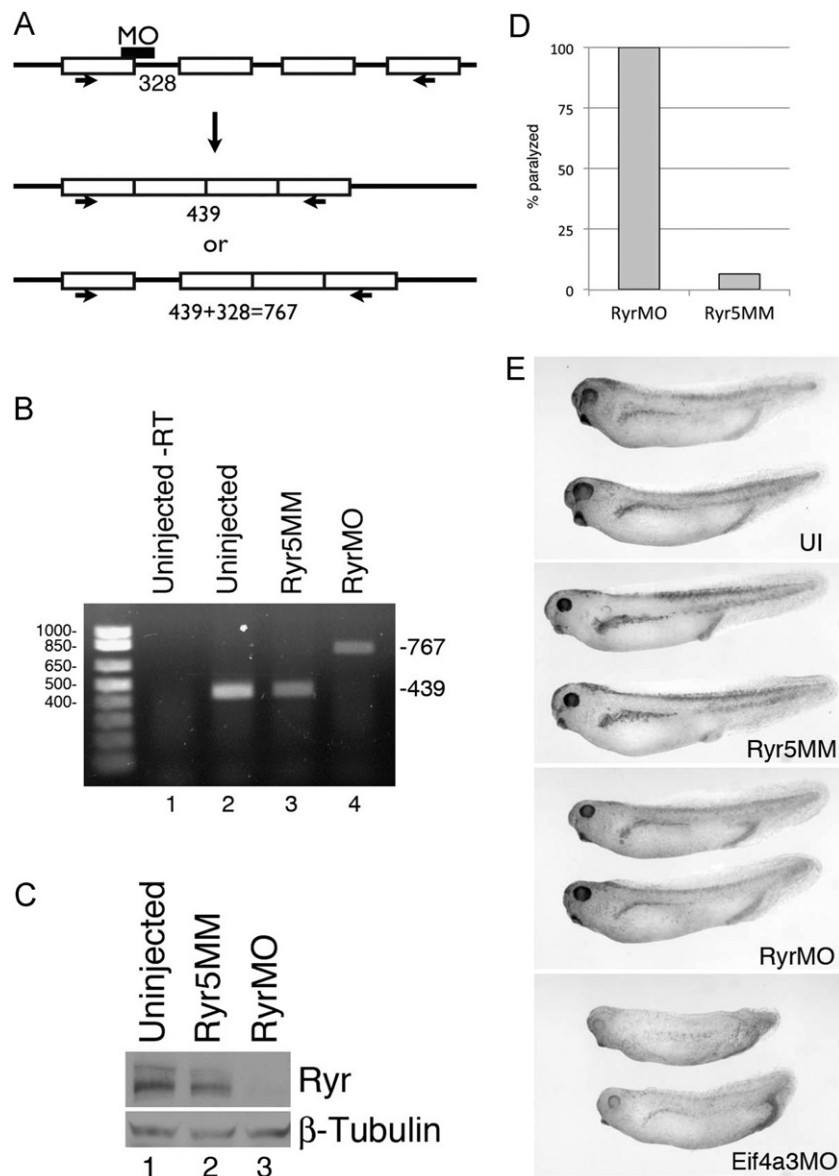 A
MO
328
439
or
439+328=767
B
Uninjected -RT
Uninjected
Ryr5MM
RyrMO
1000-
850-
650-
500-
400-
-767
-439
1 2 3 4
C
Uninjected
Ryr5MM
RyrMO
Ryr
β-Tubulin
1 2 3
D
% paralyzed
100
75
50
25
0
RyrMO Ryr5MM
E
UI
Ryr5MM
RyrMO
Eif4a3MO